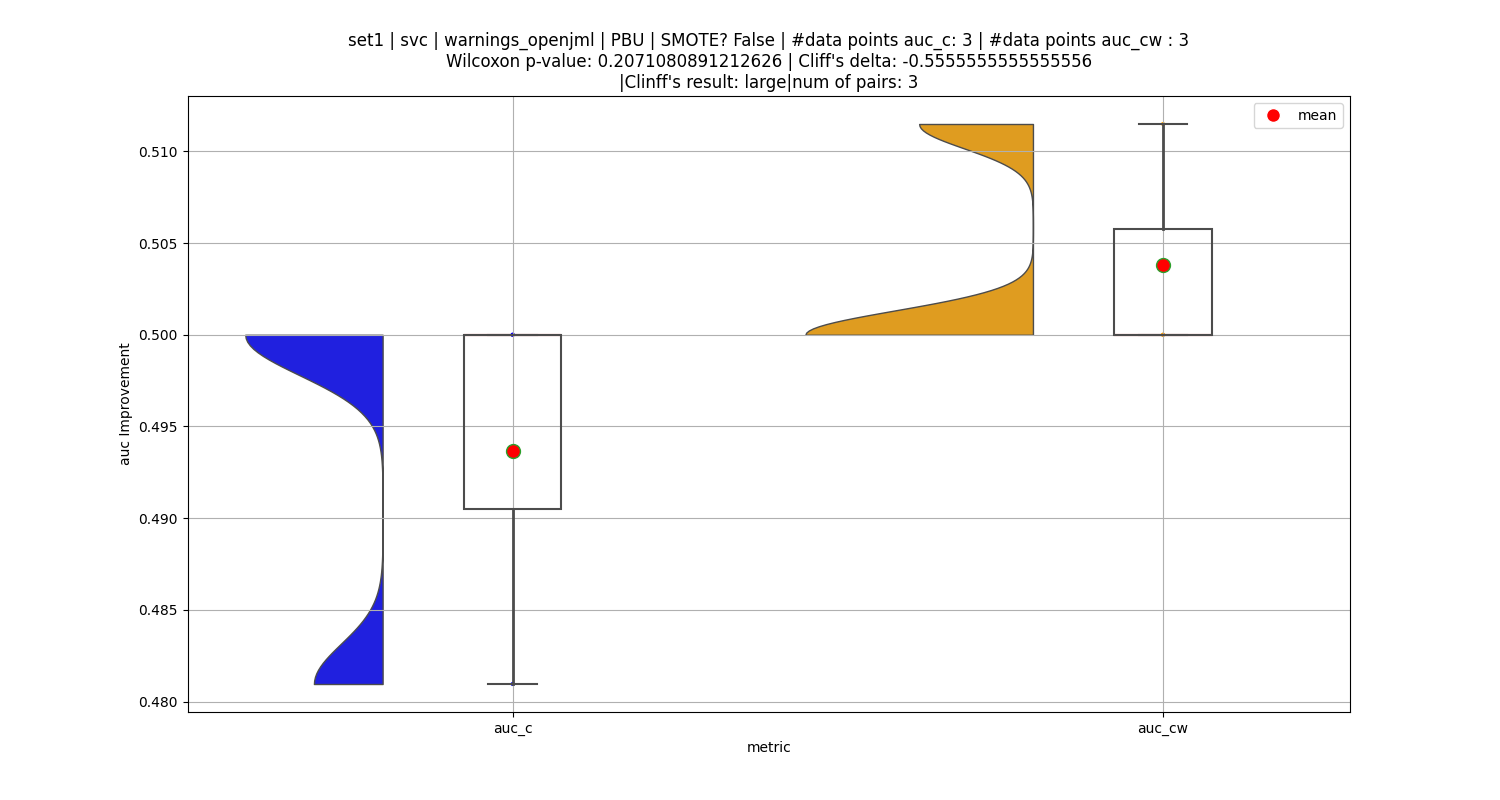 set1 | svc | warnings_openjml | PBU | SMOTE? False | #data points auc_c: 3 | #data points auc_cw : 3
Wilcoxon p-value: 0.2071080891212626 | Cliff's delta: -0.5555555555555556
|Clinff's result: large|num of pairs: 3
mean
0.510
0.505
0.500
0.495
0.490
0.485
0.480
auc Improvement
auc_c
auc_cw
metric